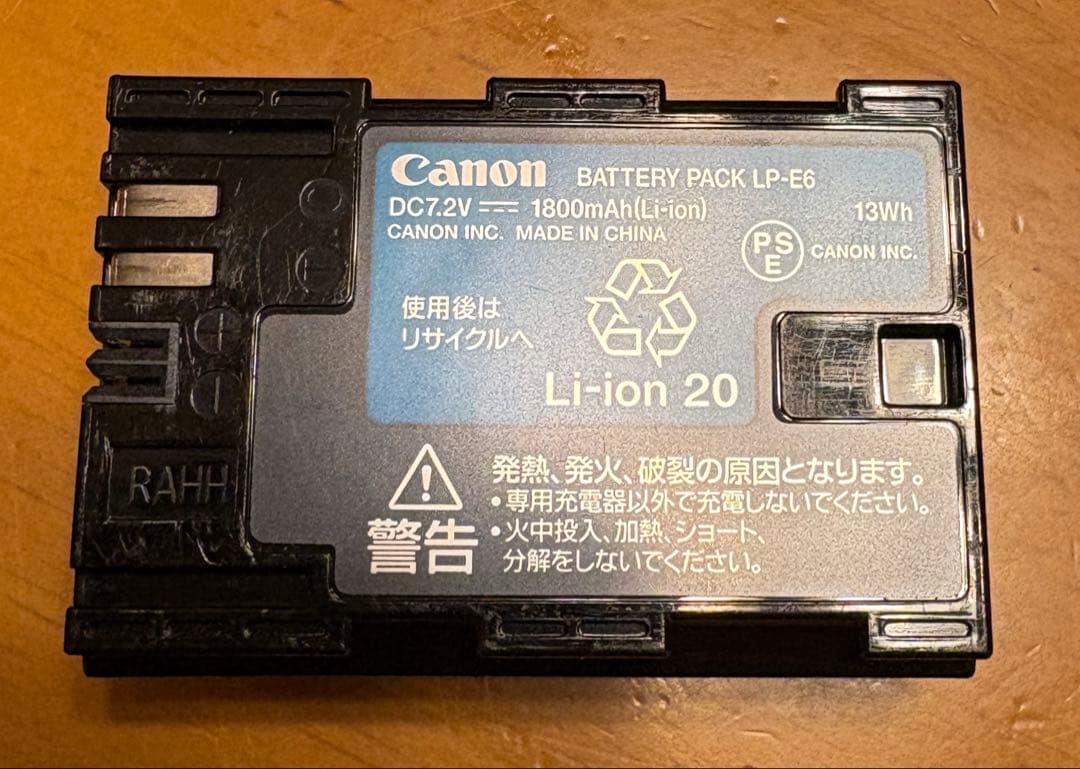 Canon BATTERY PACK LP-E6
DC7.2V ⎓ 1800mAh(Li-ion) 13Wh
CANON INC. MADE IN CHINA
PSE CANON INC.
使用後は
リサイクルへ
Li-ion 20
RAHH
警告
発熱、発火、破裂の原因となります。
•専用充電器以外で充電しないでください。
•火中投入、加熱、ショート、
分解をしないでください。